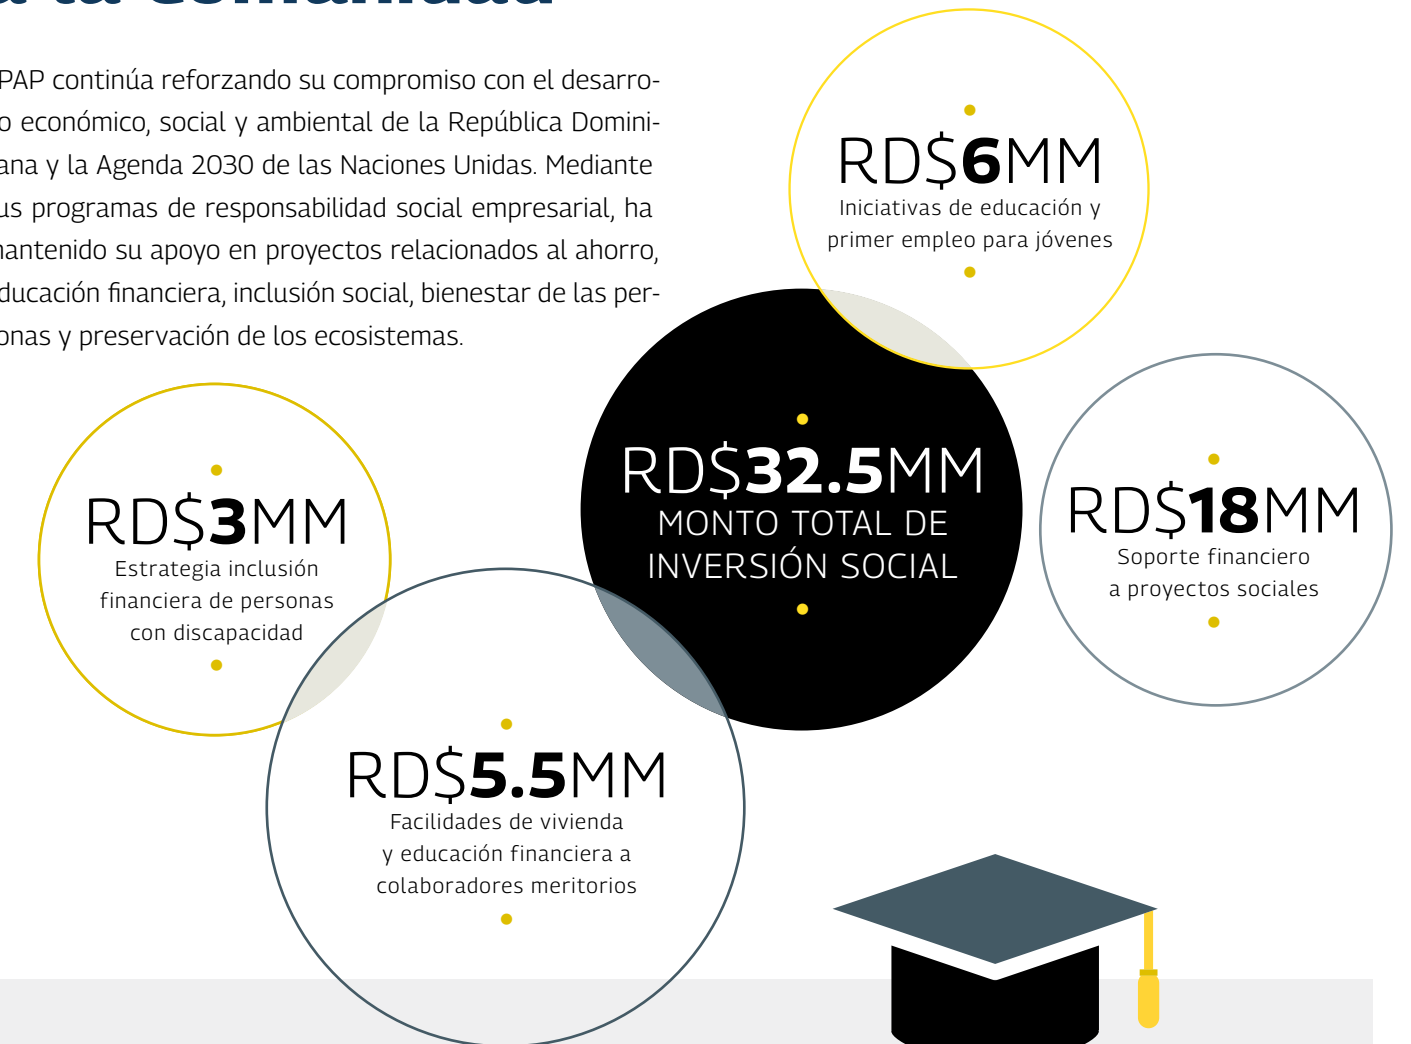 a la comunidad
PAP continúa reforzando su compromiso con el desarro-
o económico, social y ambiental de la República Domini-
ana y la Agenda 2030 de las Naciones Unidas. Mediante
us programas de responsabilidad social empresarial, ha
mantenido su apoyo en proyectos relacionados al ahorro,
ducación financiera, inclusión social, bienestar de las per-
onas y preservación de los ecosistemas.
RD$6MM
Iniciativas de educación y
primer empleo para jóvenes
RD$32.5MM
MONTO TOTAL DE
INVERSIÓN SOCIAL
RD$18MM
Soporte financiero
a proyectos sociales
RD$3MM
Estrategia inclusión
financiera de personas
con discapacidad
RD$5.5MM
Facilidades de vivienda
y educación financiera a
colaboradores meritorios